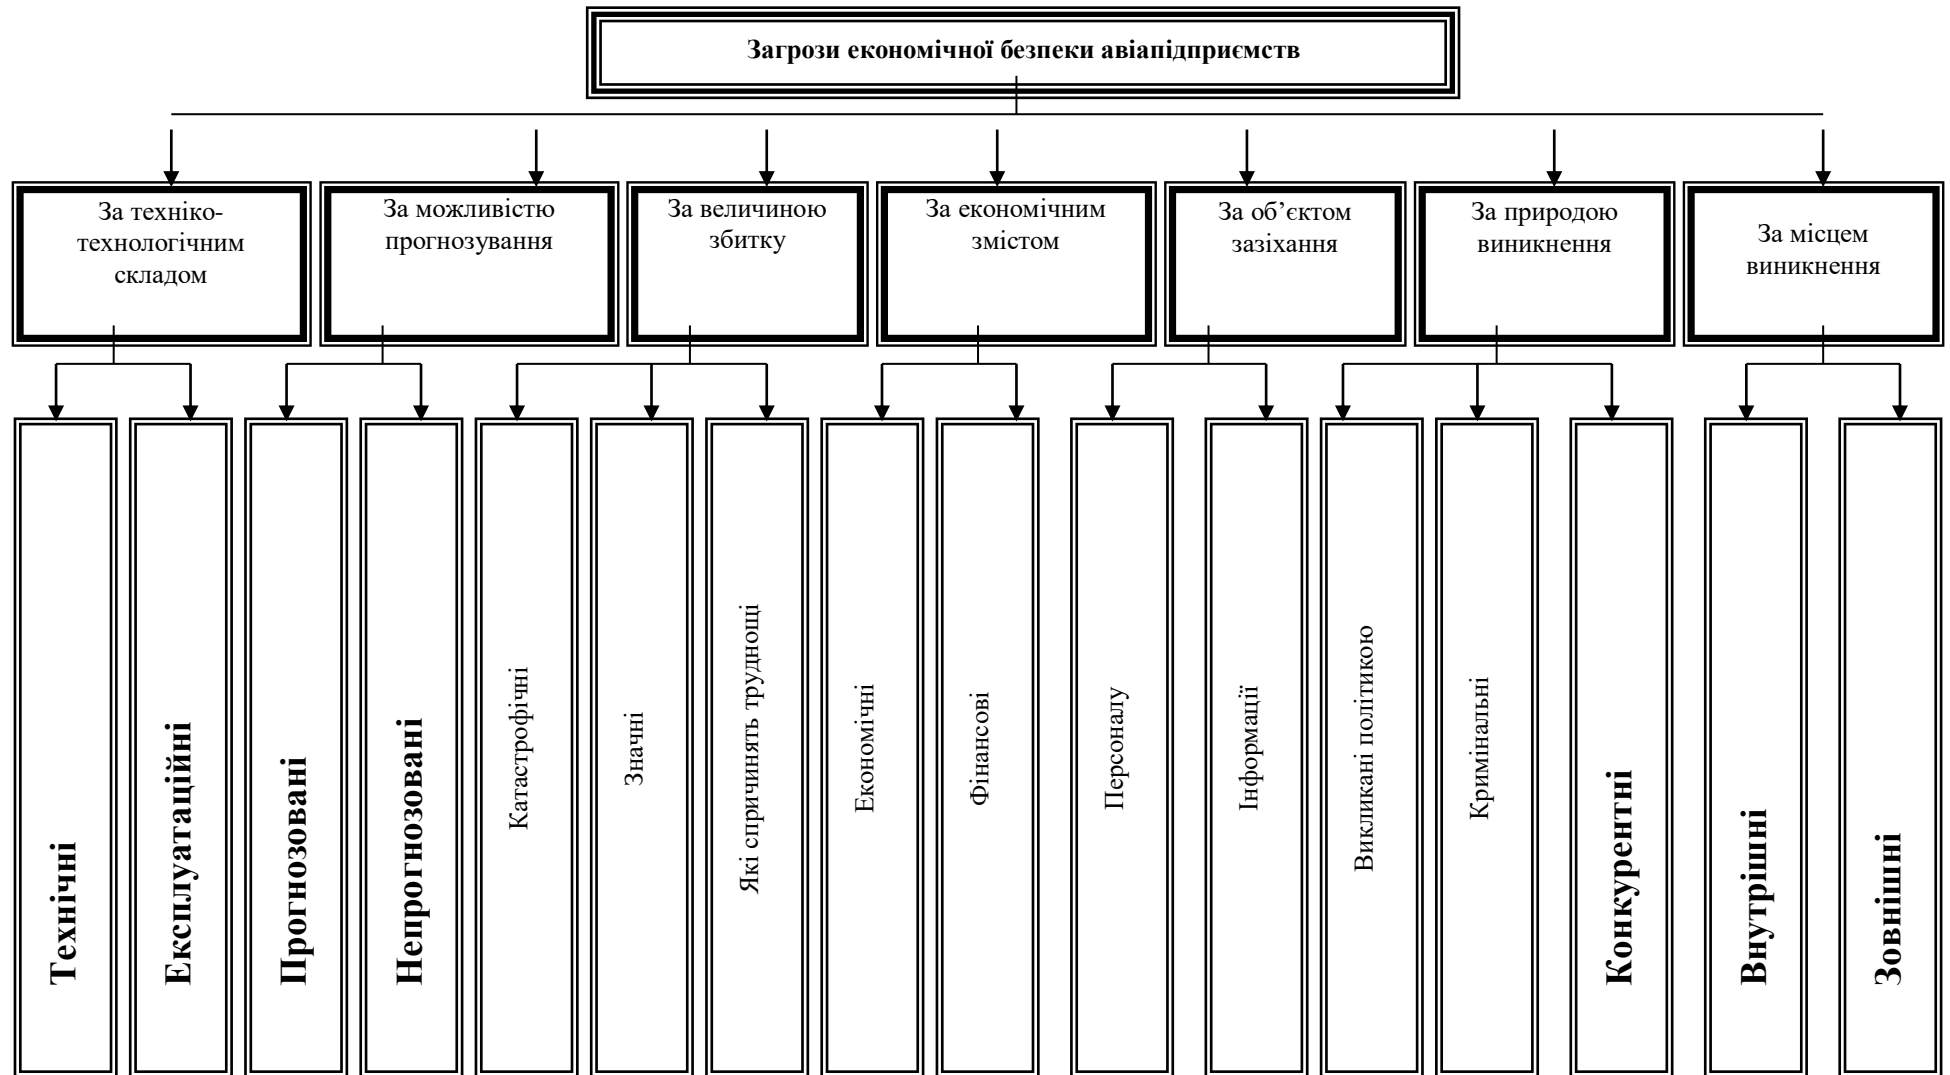 Загрози економічної безпеки авіапідприємств
За техніко-
технологічним
складом
За можливістю
прогнозування
За величиною
збитку
За економічним
змістом
За об’єктом
зазіхання
За природою
виникнення
За місцем
виникнення
Технічні
Експлуатаційні
Прогнозовані
Непрогнозовані
Катастрофічні
Значні
Які спричинять труднощі
Економічні
Фінансові
Персоналу
Інформації
Викликані політикою
Кримінальні
Конкурентні
Внутрішні
Зовнішні